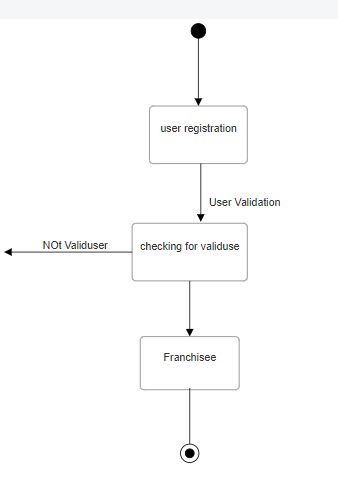 user registration
User Validation
NOt Validuser
checking for validuse
Franchisee